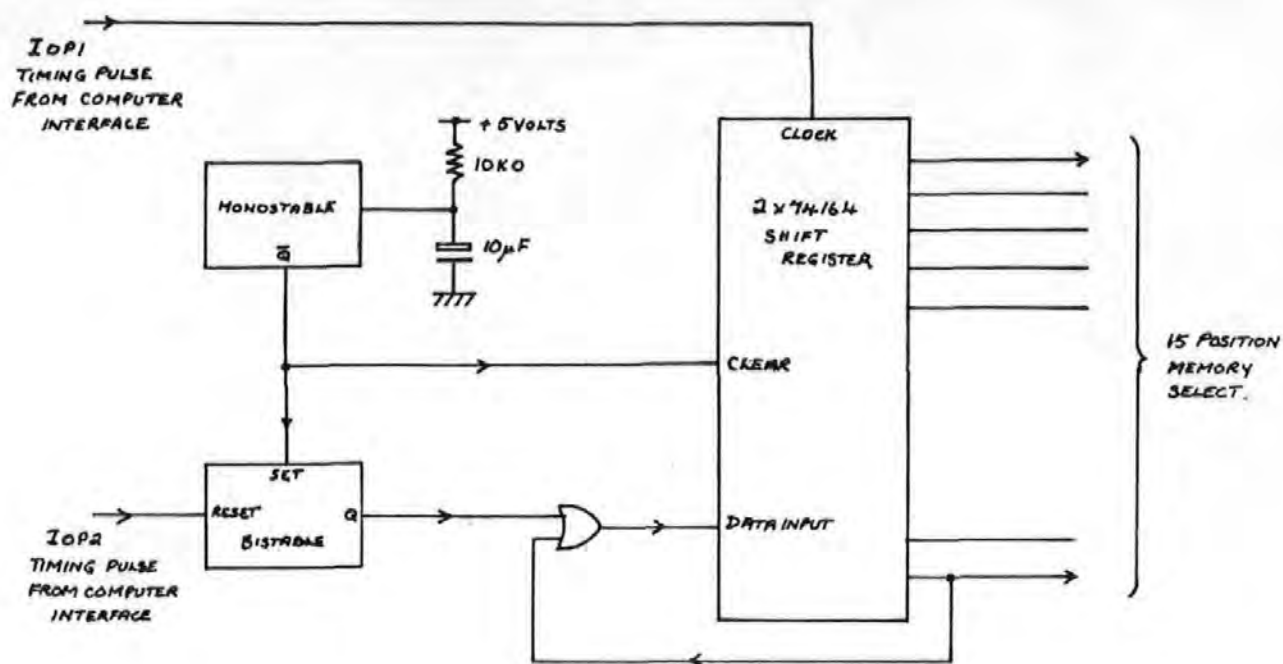 IOP1
TIMING PULSE
FROM COMPUTER
INTERFACE
+5 VOLTS
10KΩ
10µF
MONOSTABLE
Q̅
CLOCK
2 x 74164
SHIFT
REGISTER
CLEAR
DATA INPUT
15 POSITION
MEMORY
SELECT.
SET
RESET
Q
BISTABLE
IOP2
TIMING PULSE
FROM COMPUTER
INTERFACE